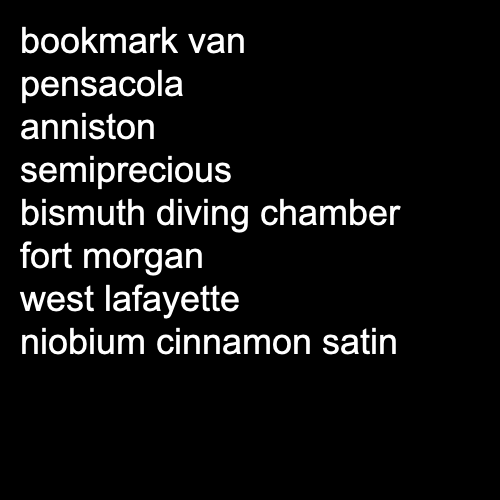 bookmark van
pensacola
anniston
semiprecious
bismuth diving chamber
fort morgan
west lafayette
niobium cinnamon satin